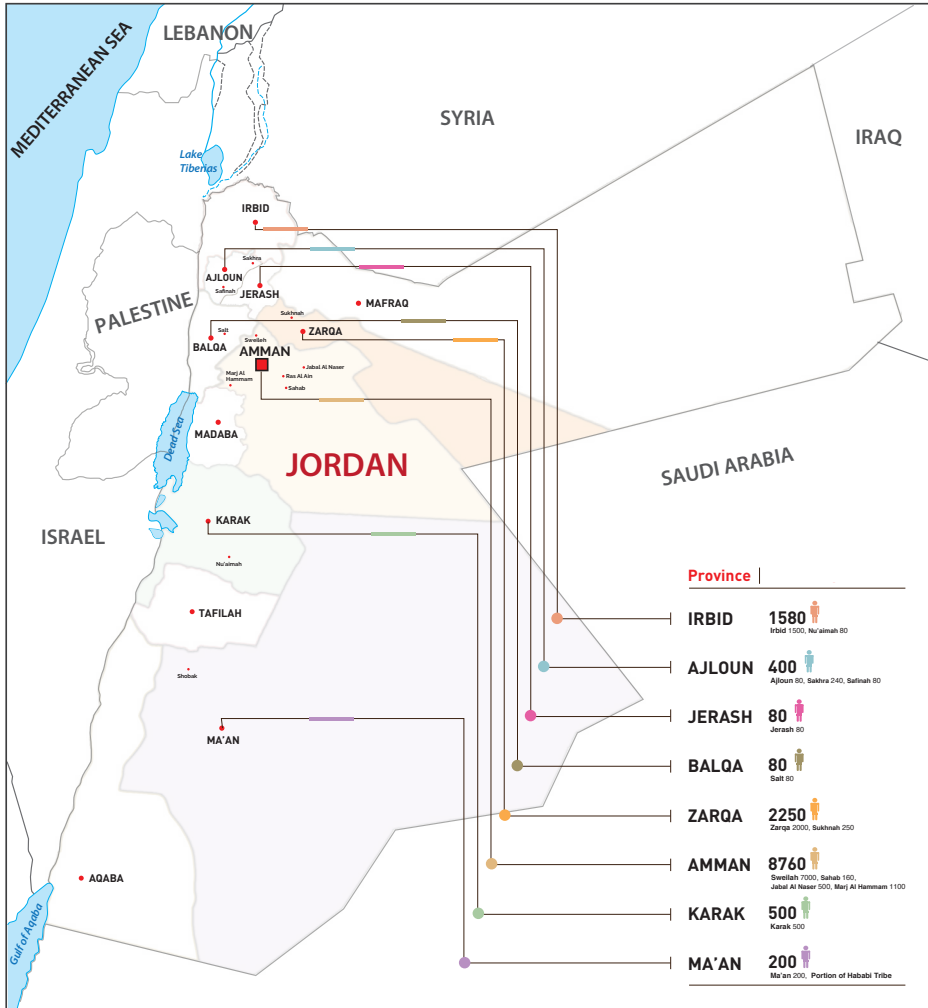 MEDITERRANEAN SEA
LEBANON
SYRIA
IRAQ
Lake
Tiberias
IRBID
Sakhra
AJLOUN
Safinah
JERASH
MAFRAQ
PALESTINE
Sukhnah
ZARQA
Salt
BALQA
Sweileh
AMMAN
Marj Al
Hammam
Jabal Al Naser
Ras Al Ain
Sahab
Dead Sea
MADABA
JORDAN
SAUDI ARABIA
ISRAEL
KARAK
Nu'aimah
TAFILAH
Shobak
MA'AN
AQABA
Gulf of Aqaba
Province
IRBID 1580
Irbid 1500, Nu'aimah 80
AJLOUN 400
Ajloun 80, Sakhra 240, Safinah 80
JERASH 80
Jerash 80
BALQA 80
Salt 80
ZARQA 2250
Zarqa 2000, Sukhnah 250
AMMAN 8760
Sweilah 7000, Sahab 160,
Jabal Al Naser 500, Marj Al Hammam 1100
KARAK 500
Karak 500
MA'AN 200
Ma'an 200, Portion of Hababi Tribe